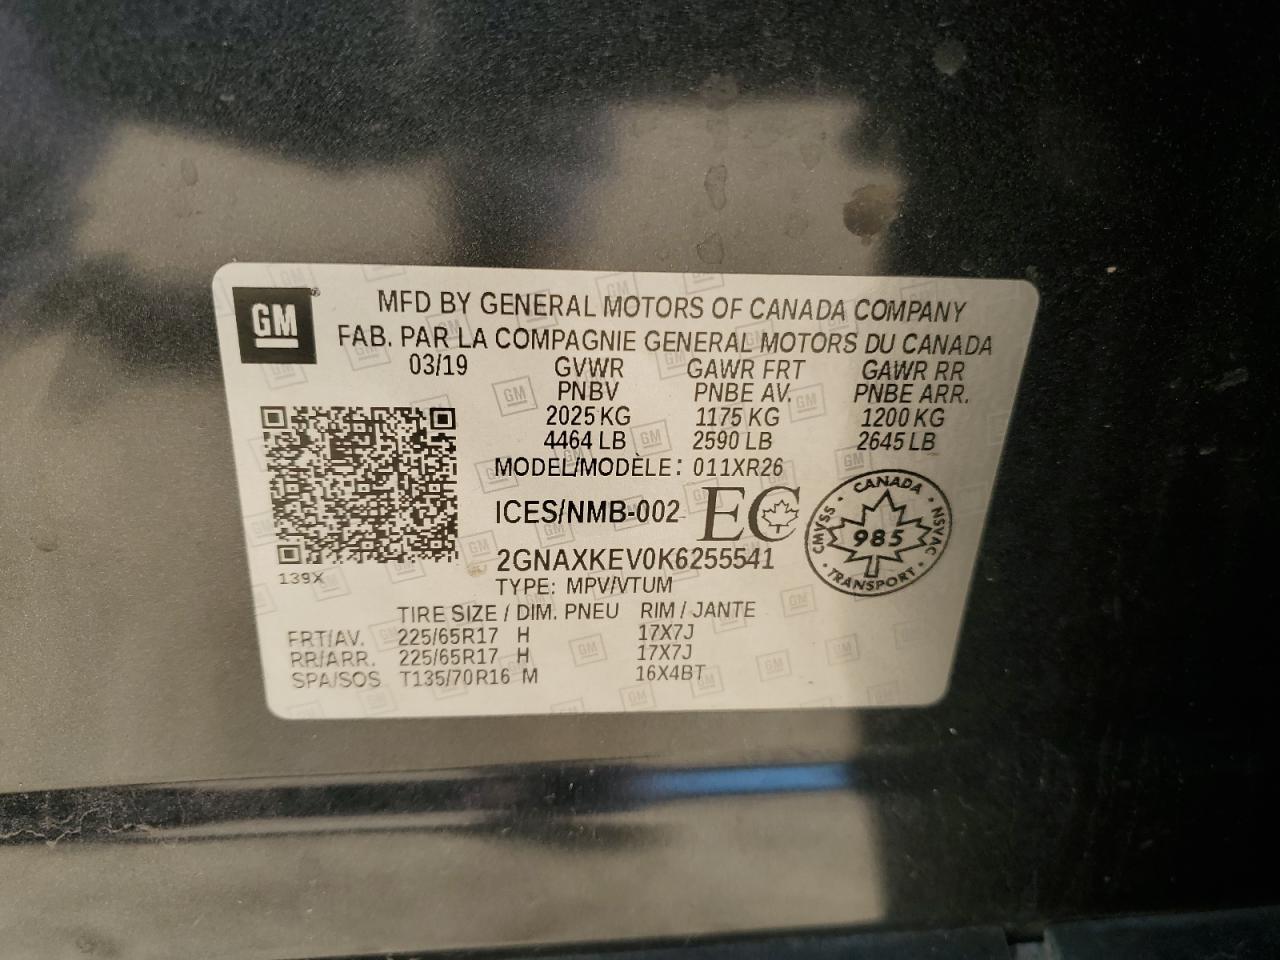 GM
MFD BY GENERAL MOTORS OF CANADA COMPANY
FAB. PAR LA COMPAGNIE GENERAL MOTORS DU CANADA
03/19 GVWR GAWR FRT GAWR RR
PNBV PNBE AV. PNBE ARR.
2025 KG 1175 KG 1200 KG
4464 LB 2590 LB 2645 LB
MODEL/MODÈLE: 011XR26
ICES/NMB-002 EC
CANADA
CMVSS 985 NSVAC
TRANSPORT
2GNAXKEV0K6255541
139X
TYPE: MPV/VTUM
TIRE SIZE / DIM. PNEU RIM / JANTE
FRT/AV. 225/65R17 H 17X7J
RR/ARR. 225/65R17 H 17X7J
SPA/SOS T135/70R16 M 16X4BT